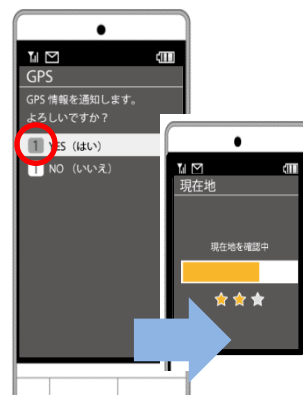 GPS
GPS 情報を通知します。
よろしいですか？
1 YES（はい）
1 NO（いいえ）
現在地
現在地を確認中